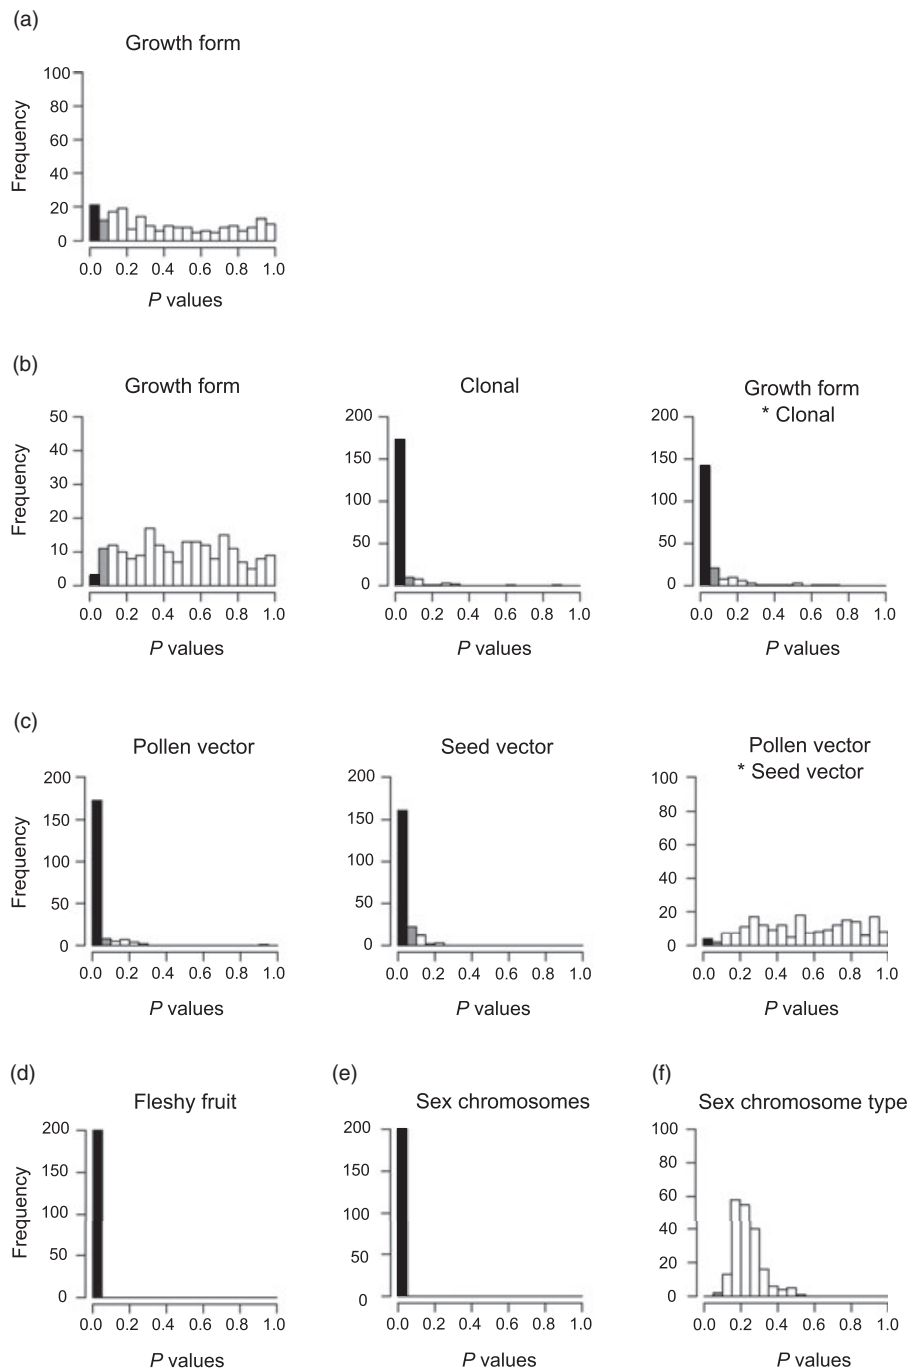 (a)
Growth form
100
80
60
40
20
0
Frequency
0.0 0.2 0.4 0.6 0.8 1.0
P values
(b)
Growth form
50
40
30
20
10
0
Frequency
0.0 0.2 0.4 0.6 0.8 1.0
P values
Clonal
200
150
100
50
0
0.0 0.2 0.4 0.6 0.8 1.0
P values
Growth form
* Clonal
200
150
100
50
0
0.0 0.2 0.4 0.6 0.8 1.0
P values
(c)
Pollen vector
200
150
100
50
0
Frequency
0.0 0.2 0.4 0.6 0.8 1.0
P values
Seed vector
200
150
100
50
0
0.0 0.2 0.4 0.6 0.8 1.0
P values
Pollen vector
* Seed vector
100
80
60
40
20
0
0.0 0.2 0.4 0.6 0.8 1.0
P values
(d)
Fleshy fruit
200
150
100
50
0
Frequency
0.0 0.2 0.4 0.6 0.8 1.0
P values
(e)
Sex chromosomes
200
150
100
50
0
0.0 0.2 0.4 0.6 0.8 1.0
P values
(f)
Sex chromosome type
100
80
60
40
20
0
0.0 0.2 0.4 0.6 0.8 1.0
P values